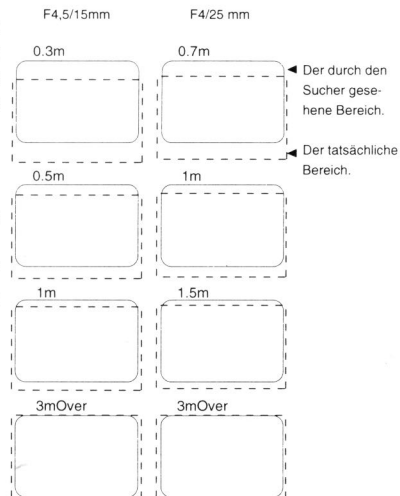 F4,5/15mm F4/25 mm
0.3m 0.7m
Der durch den
Sucher gese-
hene Bereich.
Der tatsächliche
Bereich.
0.5m 1m
1m 1.5m
3mOver 3mOver